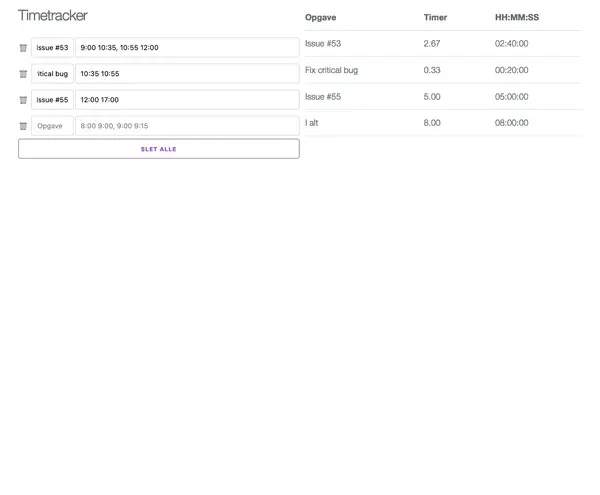 Timetracker
Issue #53 9:00 10:35, 10:55 12:00
itical bug 10:35 10:55
Issue #55 12:00 17:00
Opgave 8:00 9:00, 9:00 9:15
SLET ALLE
Opgave Timer HH:MM:SS
Issue #53 2.67 02:40:00
Fix critical bug 0.33 00:20:00
Issue #55 5.00 05:00:00
I alt 8.00 08:00:00